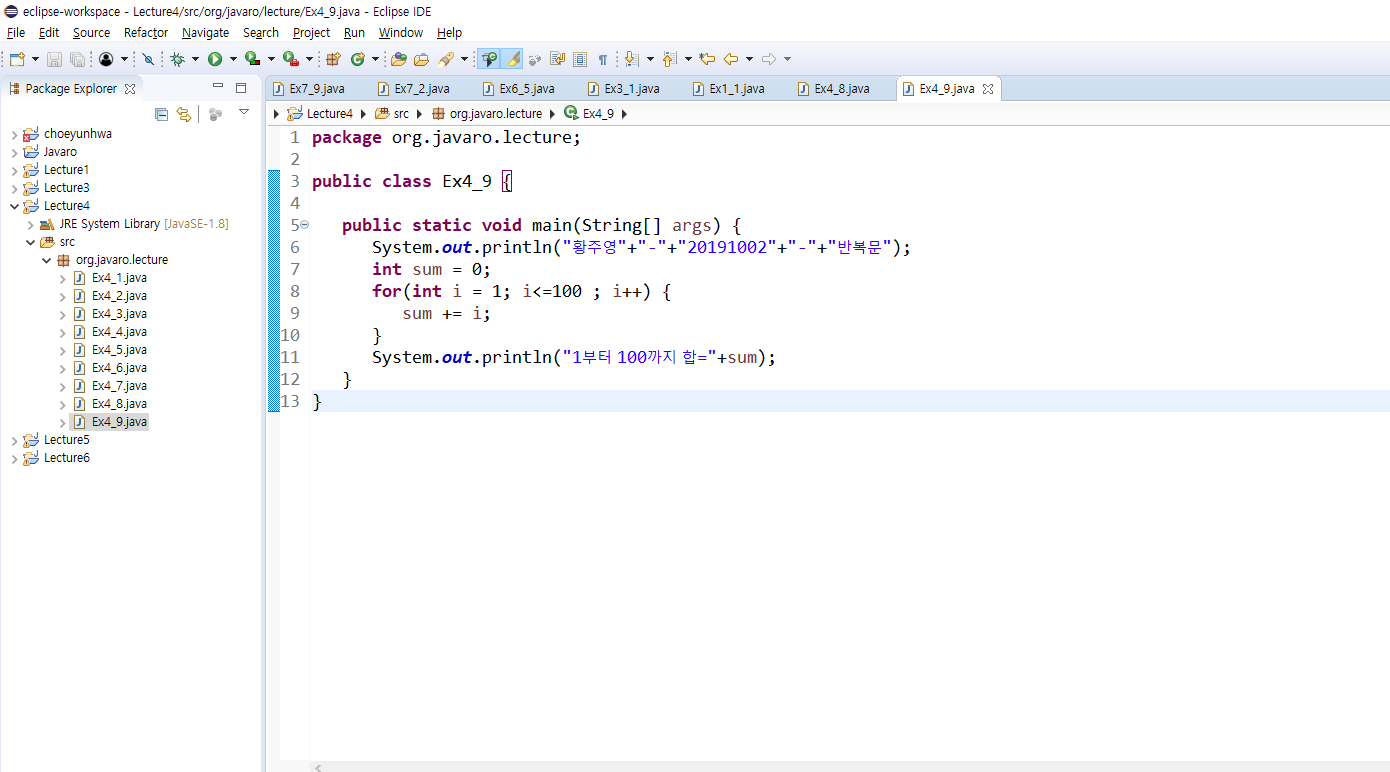 eclipse-workspace - Lecture4/src/org/javaro/lecture/Ex4_9.java - Eclipse IDE
File Edit Source Refactor Navigate Search Project Run Window Help
Package Explorer
Ex7_9.java Ex7_2.java Ex6_5.java Ex3_1.java Ex1_1.java Ex4_8.java Ex4_9.java
Lecture4 src org.javaro.lecture Ex4_9
choeyunhwa
Javaro
Lecture1
Lecture3
Lecture4
JRE System Library [JavaSE-1.8]
src
org.javaro.lecture
Ex4_1.java
Ex4_2.java
Ex4_3.java
Ex4_4.java
Ex4_5.java
Ex4_6.java
Ex4_7.java
Ex4_8.java
Ex4_9.java
Lecture5
Lecture6
1 package org.javaro.lecture;
2
3 public class Ex4_9 {
4
5 public static void main(String[] args) {
6 System.out.println("황주영"+"-"+"20191002"+"-"+"반복문");
7 int sum = 0;
8 for(int i = 1; i<=100 ; i++) {
9 sum += i;
10 }
11 System.out.println("1부터 100까지 합="+sum);
12 }
13 }